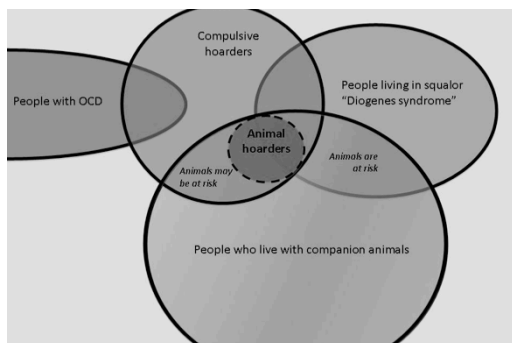 Compulsive
hoarders
People with OCD
People living in squalor
“Diogenes syndrome”
Animal
hoarders
Animals may
be at risk
Animals are
at risk
People who live with companion animals